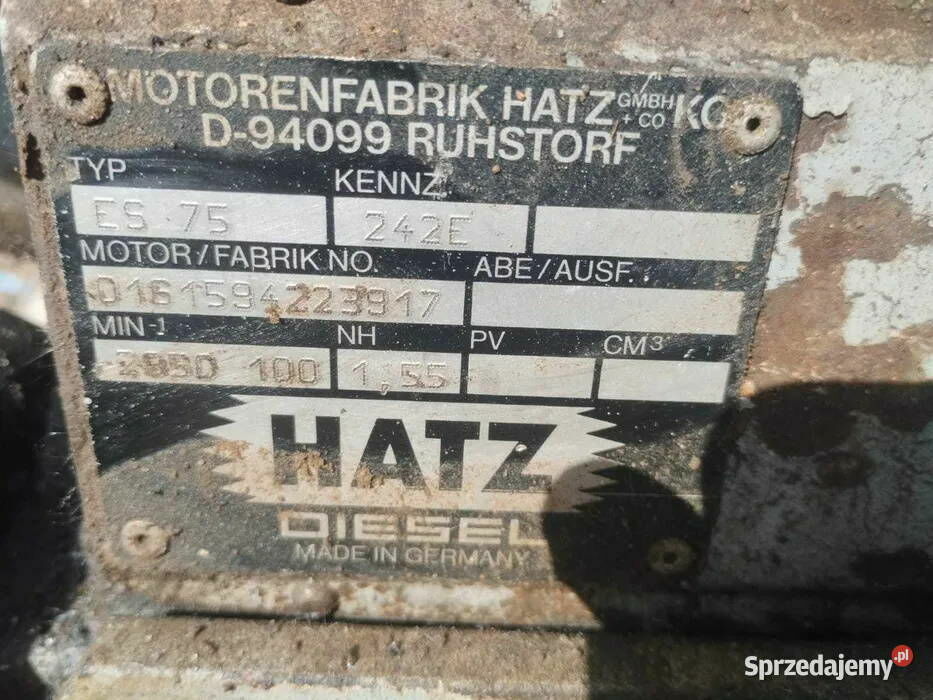 MOTORENFABRIK HATZ GMBH + CO KG
D-94099 RUHSTORF
TYP KENNZ.
ES 75 242E
MOTOR/FABRIK NO. ABE/AUSF.
0161594223917
MIN-1 NH PV CM³
2850 100 1,55
HATZ
DIESEL
MADE IN GERMANY
Sprzedajemy.pl